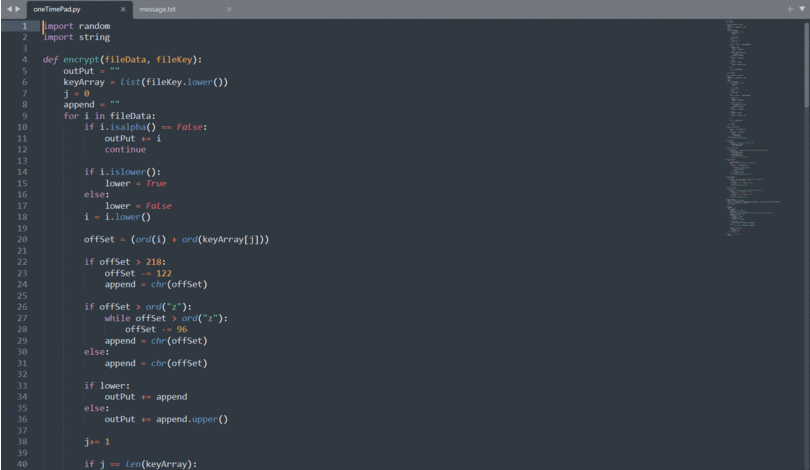 oneTimePad.py × message.txt ×
1 import random
2 import string
3
4 def encrypt(fileData, fileKey):
5     outPut = ""
6     keyArray = list(fileKey.lower())
7     j = 0
8     append = ""
9     for i in fileData:
10         if i.isalpha() == False:
11             outPut += i
12             continue
13
14         if i.islower():
15             lower = True
16         else:
17             lower = False
18         i = i.lower()
19
20         offSet = (ord(i) + ord(keyArray[j]))
21
22         if offSet > 218:
23             offSet -= 122
24             append = chr(offSet)
25
26         if offSet > ord("z"):
27             while offSet > ord("z"):
28                 offSet -= 96
29             append = chr(offSet)
30         else:
31             append = chr(offSet)
32
33         if lower:
34             outPut += append
35         else:
36             outPut += append.upper()
37
38         j+= 1
39
40         if j == len(keyArray):